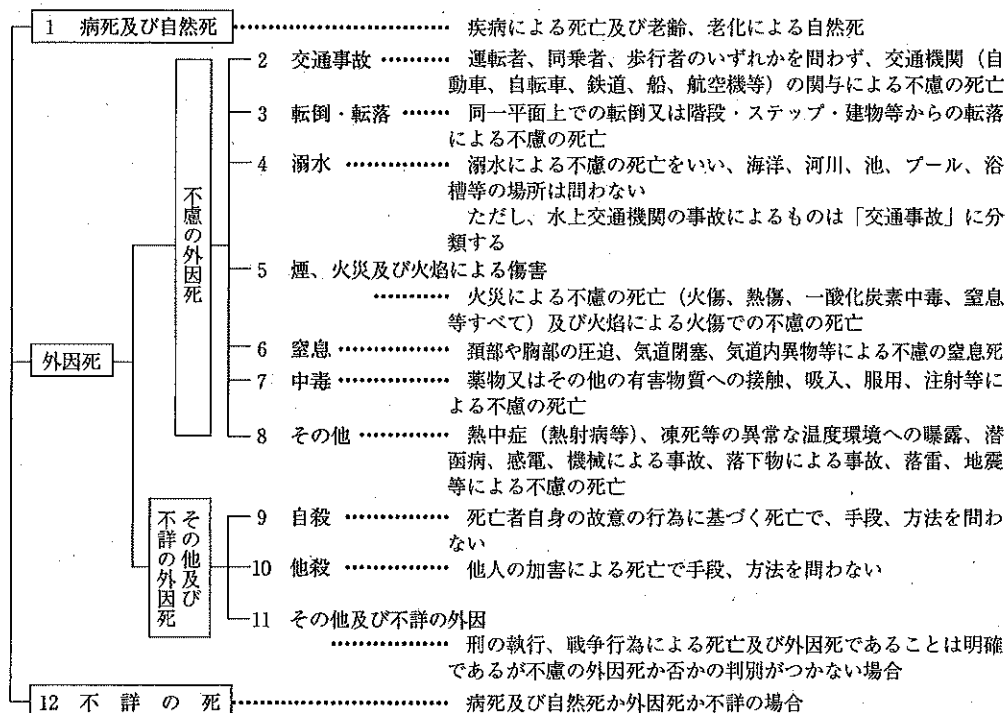 1 病死及び自然死 ………… 疾病による死亡及び老齢、老化による自然死
2 交通事故 ……… 運転者、同乗者、歩行者のいずれかを問わず、交通機関（自
動車、自転車、鉄道、船、航空機等）の関与による不慮の死亡
3 転倒・転落 …… 同一平面上での転倒又は階段・ステップ・建物等からの転落
による不慮の死亡
4 溺水 ………… 溺水による不慮の死亡をいい、海洋、河川、池、プール、浴
槽等の場所は問わない
ただし、水上交通機関の事故によるものは「交通事故」に分
類する
不慮の外因死
5 煙、火災及び火焔による傷害
………… 火災による不慮の死亡（火傷、熱傷、一酸化炭素中毒、窒息
等すべて）及び火焔による火傷での不慮の死亡
外因死
6 窒息 ………… 頚部や胸部の圧迫、気道閉塞、気道内異物等による不慮の窒息死
7 中毒 ………… 薬物又はその他の有害物質への接触、吸入、服用、注射等に
よる不慮の死亡
8 その他 ………… 熱中症（熱射病等）、凍死等の異常な温度環境への曝露、潜
函病、感電、機械による事故、落下物による事故、落雷、地震
等による不慮の死亡
その他及び
不詳の外因死
9 自殺 ………… 死亡者自身の故意の行為に基づく死亡で、手段、方法を問わ
ない
10 他殺 ………… 他人の加害による死亡で手段、方法を問わない
11 その他及び不詳の外因
………… 刑の執行、戦争行為による死亡及び外因死であることは明確
であるが不慮の外因死か否かの判別がつかない場合
12 不詳の死 ………… 病死及び自然死か外因死か不詳の場合